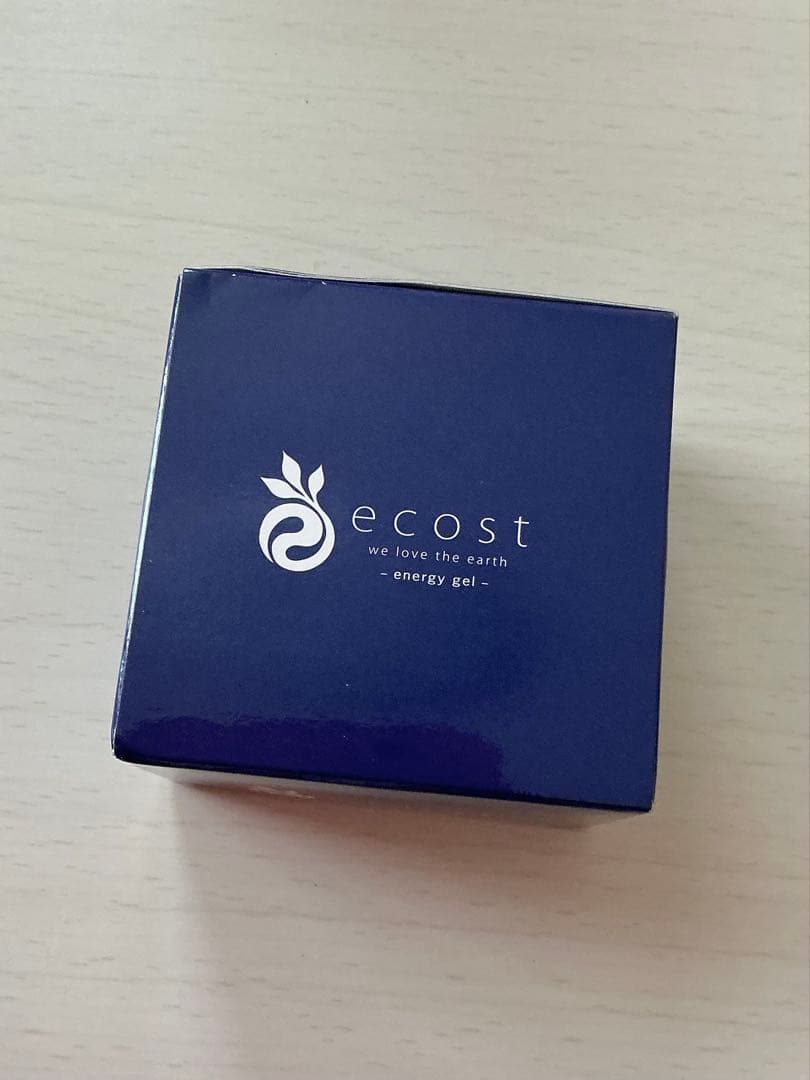 ecost
we love the earth
– energy gel –